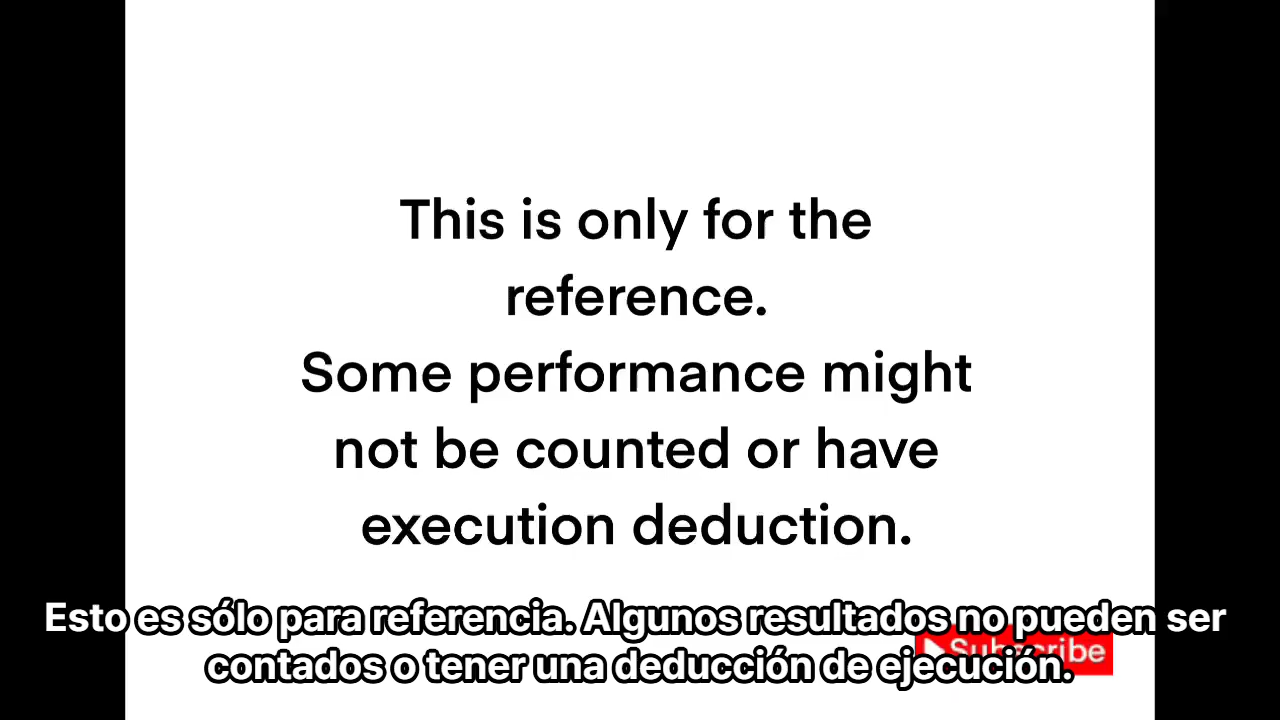 This is only for the
reference.
Some performance might
not be counted or have
execution deduction.
Esto es sólo para referencia. Algunos resultados no pueden ser
contados o tener una deducción de ejecución.
Subscribe